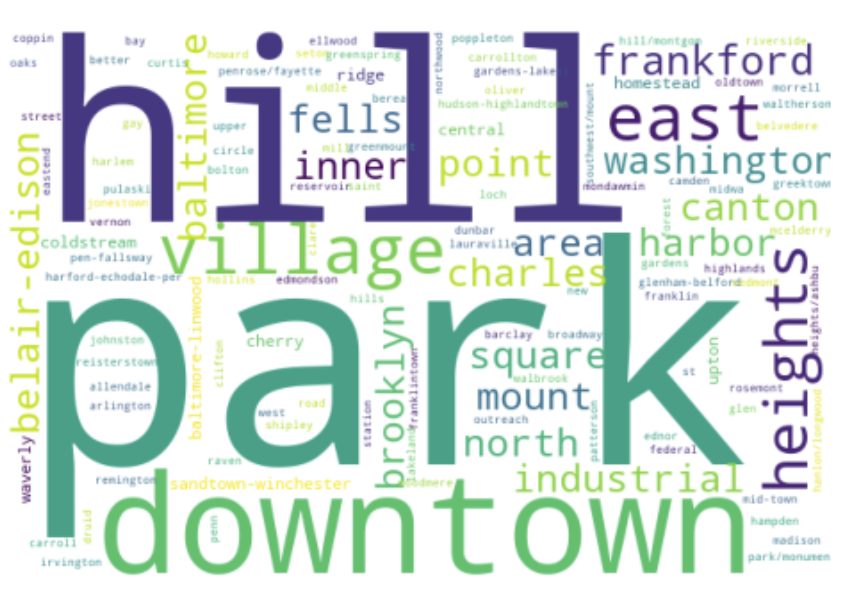 coppin
bay
ellwood
poppleton
hill/montgom
riverside
hill
oaks
better
curtis
baltimore
howard
seton
greenspring
northwood
carrollton
frankford
penrose/fayette
ridge
gardens-lakel
homestead
oldtown
morrell
middle
berea
oliver
hudson-highlandtown
waltherson
street
gay
upper
fells
central
southwest/mount
east
belvedere
circle
mill
greenmount
harlem
bolton
inner
point
washington
eastend
pulaski
reservoir
saint
loch
mondawmin
camden
midwa
greektown
jonestown
vernon
canton
belair-edison
coldstream
village
clare
dunbar
lauraville
area
forest
harbor
mcelderry
pen-fallsway
charles
gardens
highlands
harford-echodale-per
hollins
edmondson
glenham-belford
edmont
new
franklin
hills
park
heights
heights/ashbu
baltimore-linwood
brooklyn
johnston
cherry
barclay
broadway
reisterstown
square
upton
clifton
franklintown
walbrook
st
allendale
mount
rosemont
arlington
west
road
shipley
station
outreach
patterson
glen
hanlon/longwood
north
ednor
federal
waverly
raven
lakeland
remington
sandtown-winchester
industrial
downtown
mid-town
druid
penn
hampden
carroll
madison
irvington
park/monumen